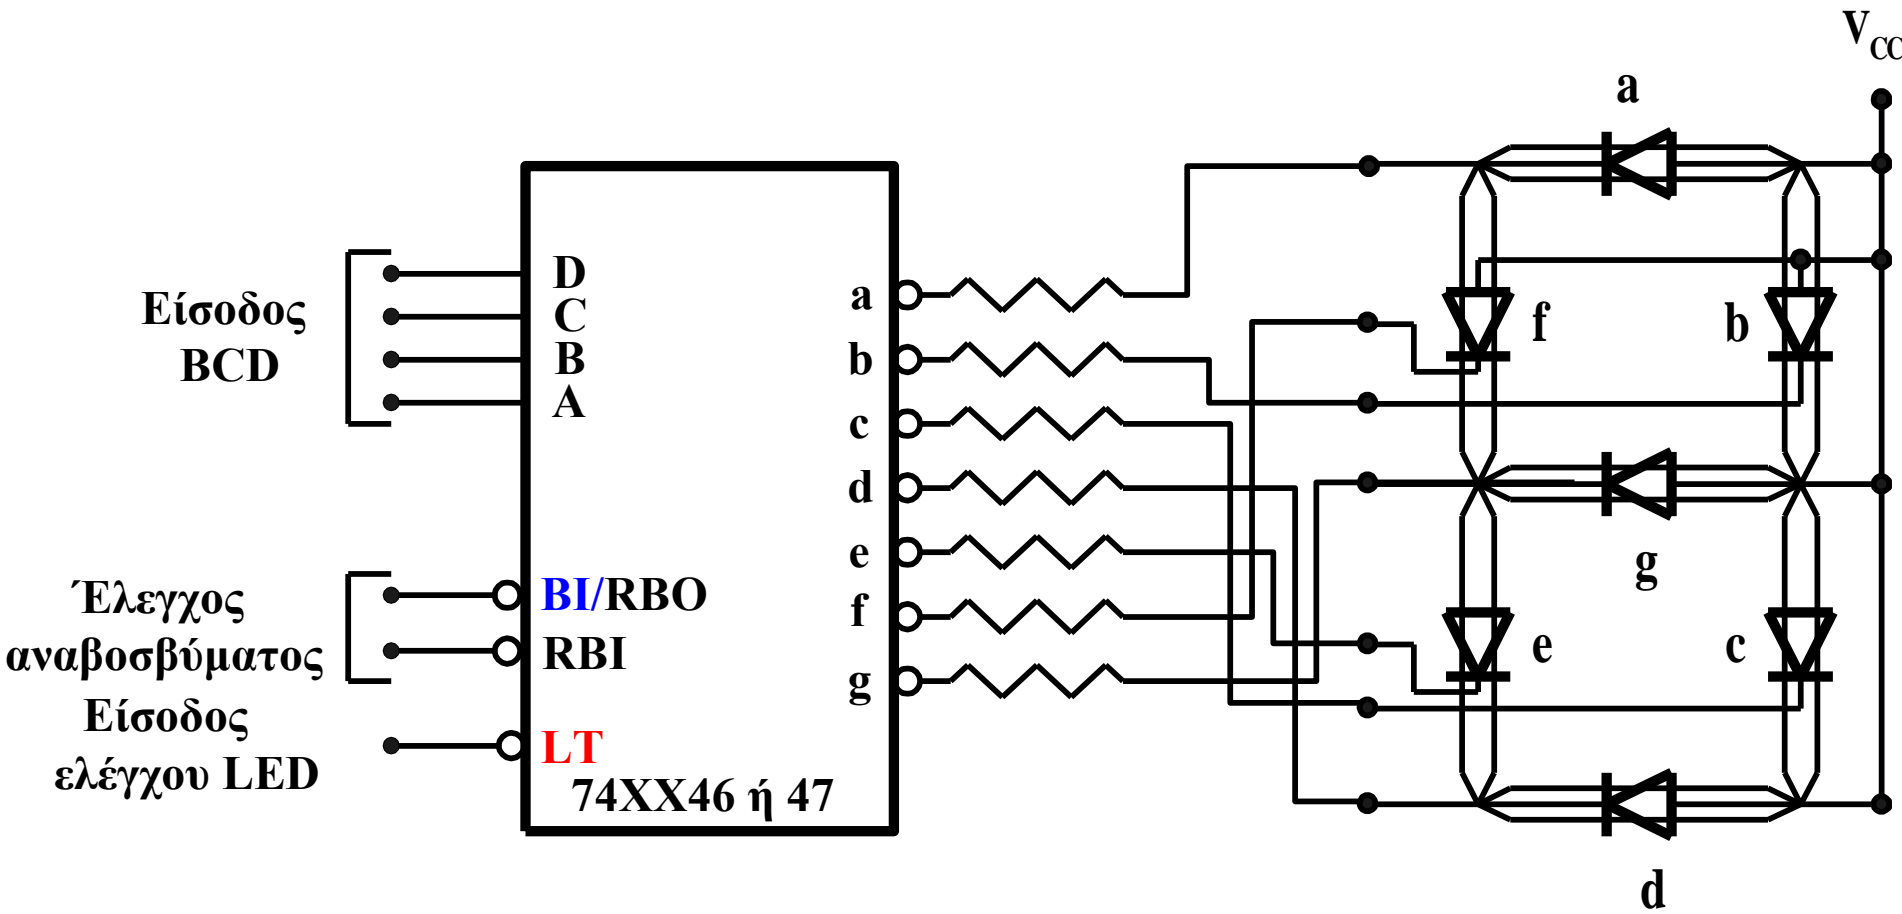 V_CC
a
D
C
B
A
Είσοδος
BCD
a
b
c
d
e
f
g
f
b
g
e
c
d
BI/RBO
RBI
LT
Έλεγχος
αναβοσβύματος
Είσοδος
ελέγχου LED
74XX46 ή 47